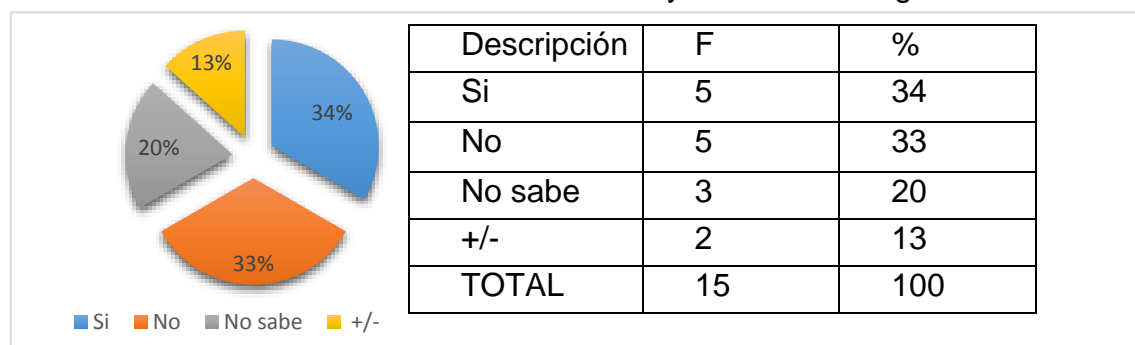 13%
34%
20%
33%
Si No No sabe +/-
Descripción F %
Si 5 34
No 5 33
No sabe 3 20
+/- 2 13
TOTAL 15 100